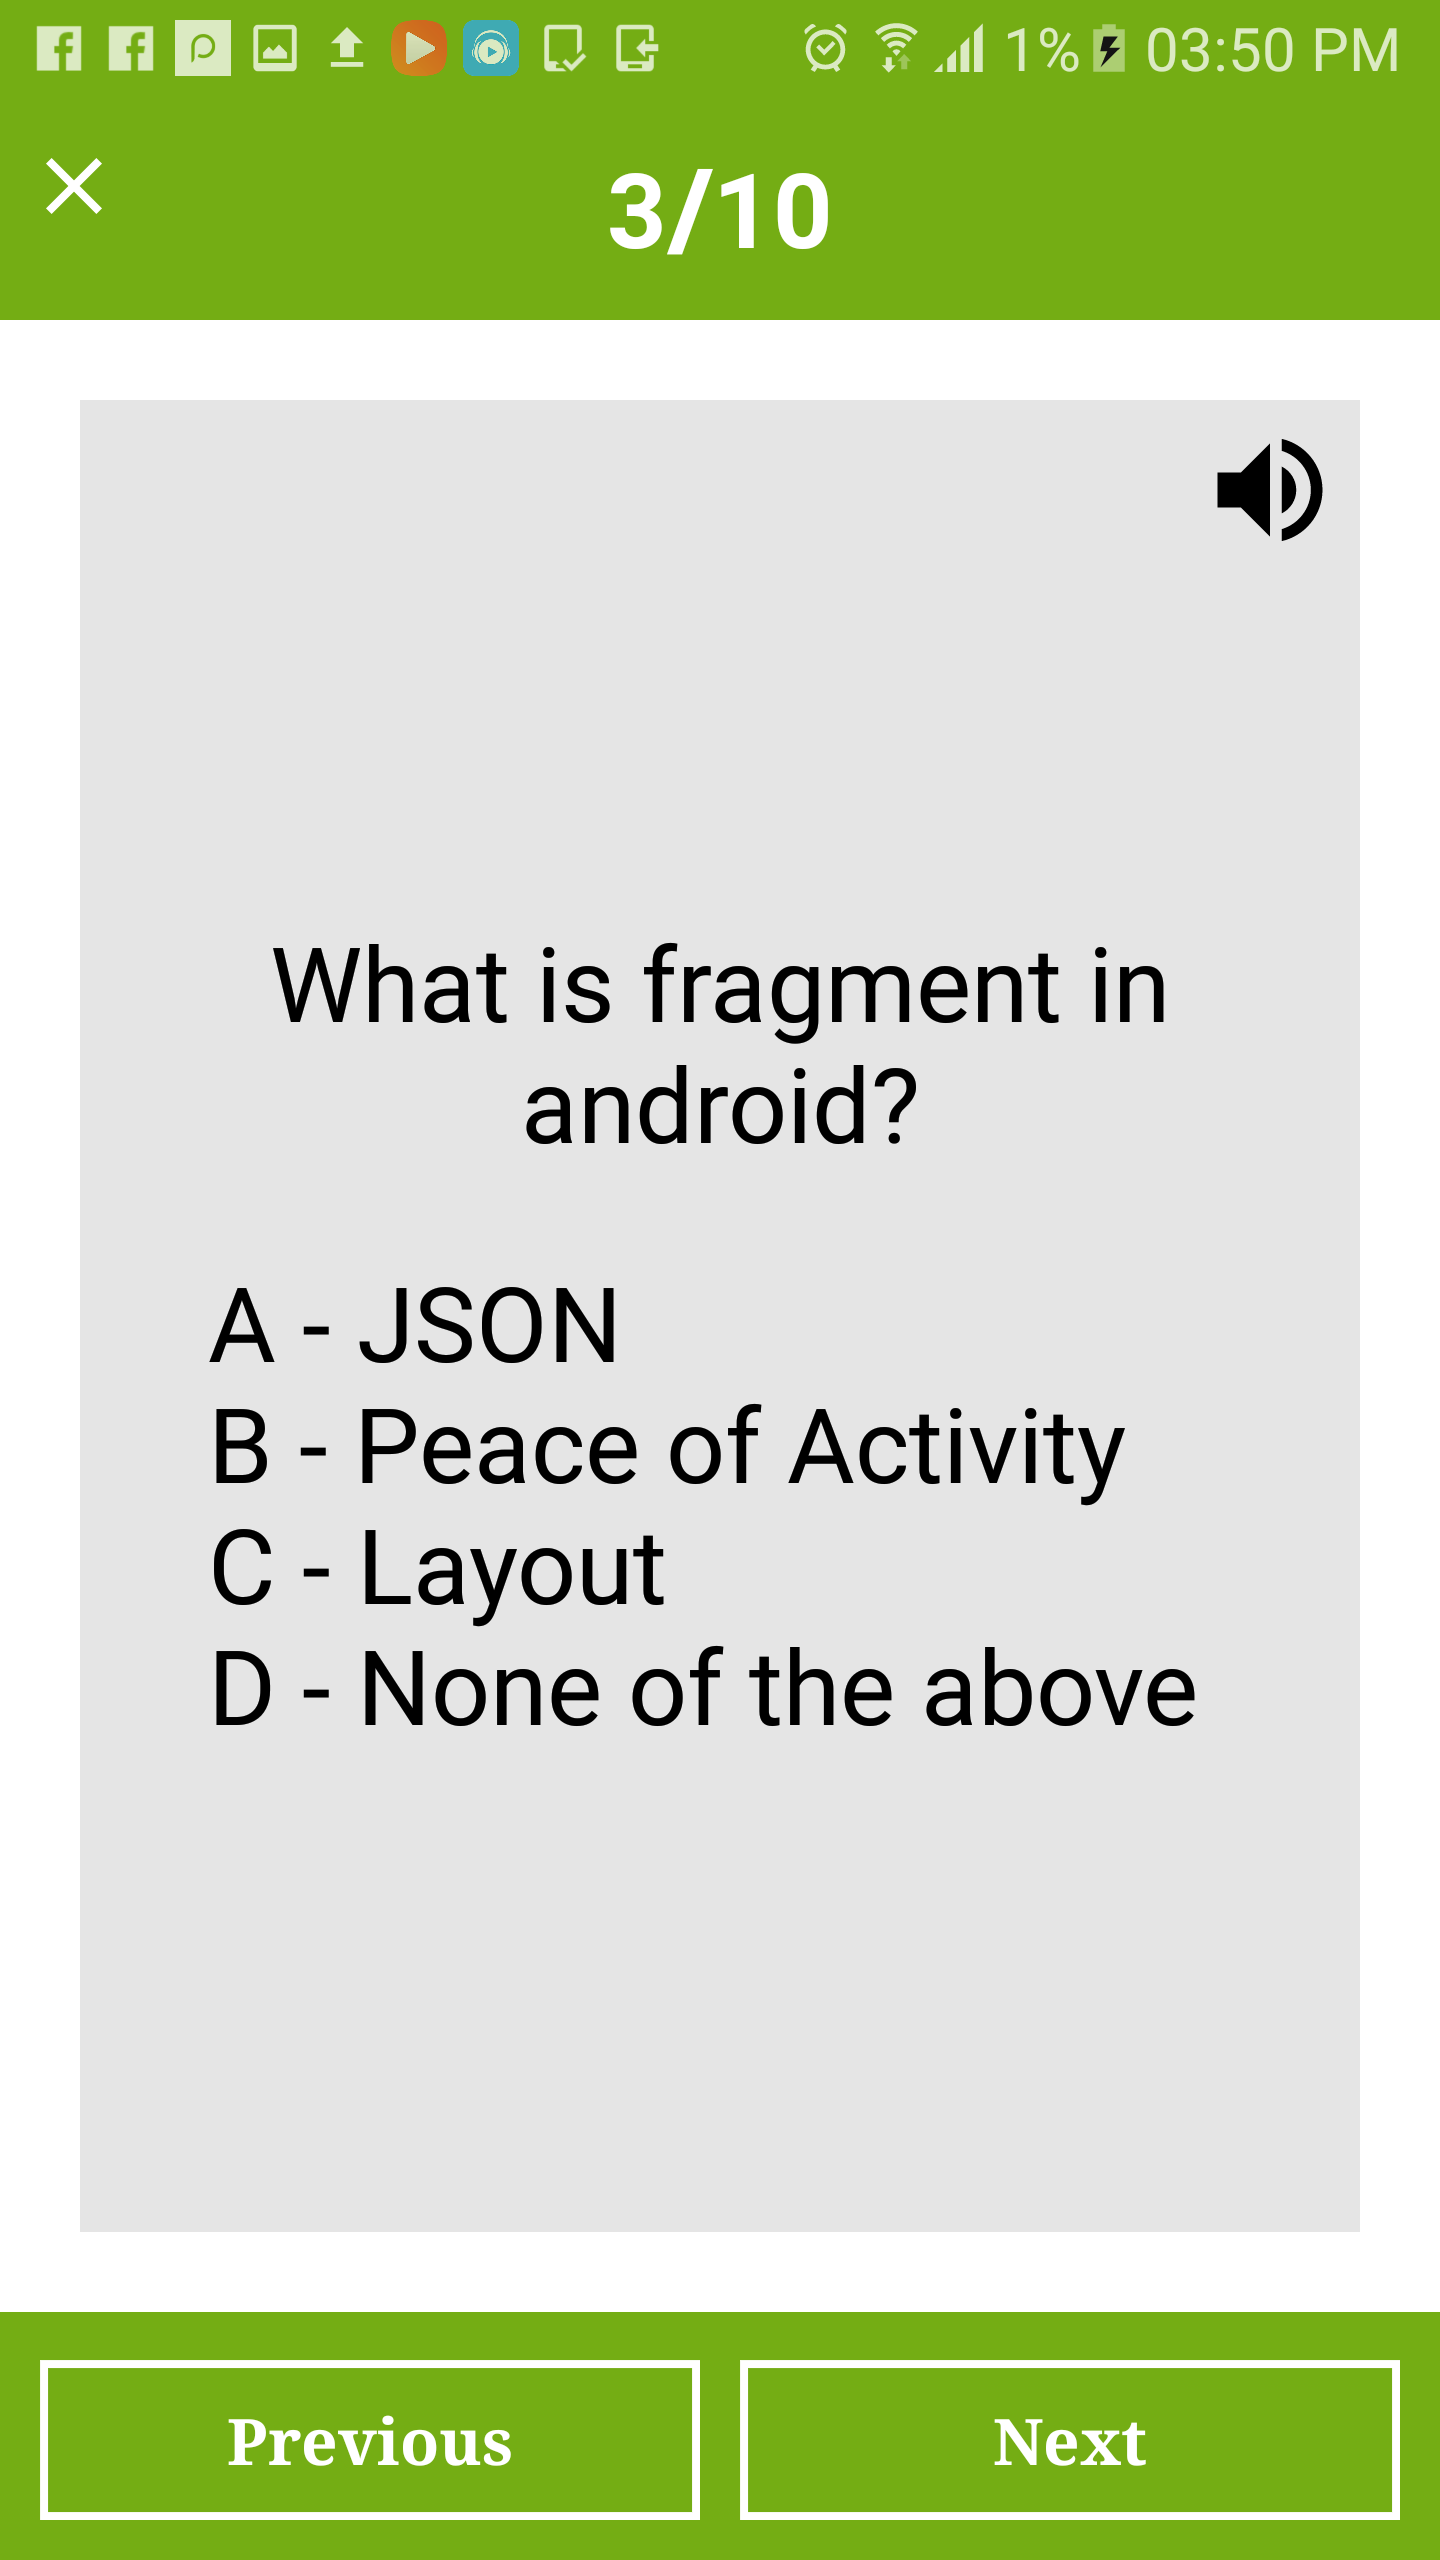 1% 03:50 PM
3/10
What is fragment in
android?
A - JSON
B - Peace of Activity
C - Layout
D - None of the above
Previous Next